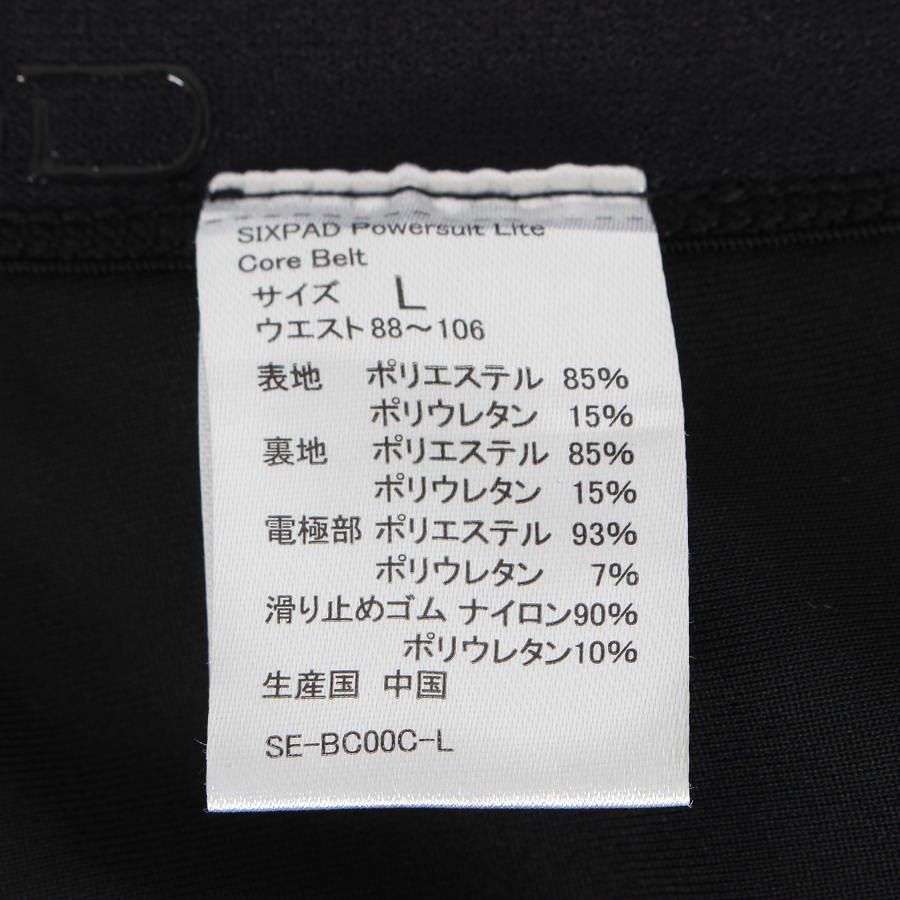 D
SIXPAD Powersuit Lite
Core Belt
サイズ L
ウエスト88～106
表地 ポリエステル 85%
ポリウレタン 15%
裏地 ポリエステル 85%
ポリウレタン 15%
電極部 ポリエステル 93%
ポリウレタン 7%
滑り止めゴム ナイロン90%
ポリウレタン10%
生産国 中国
SE-BC00C-L